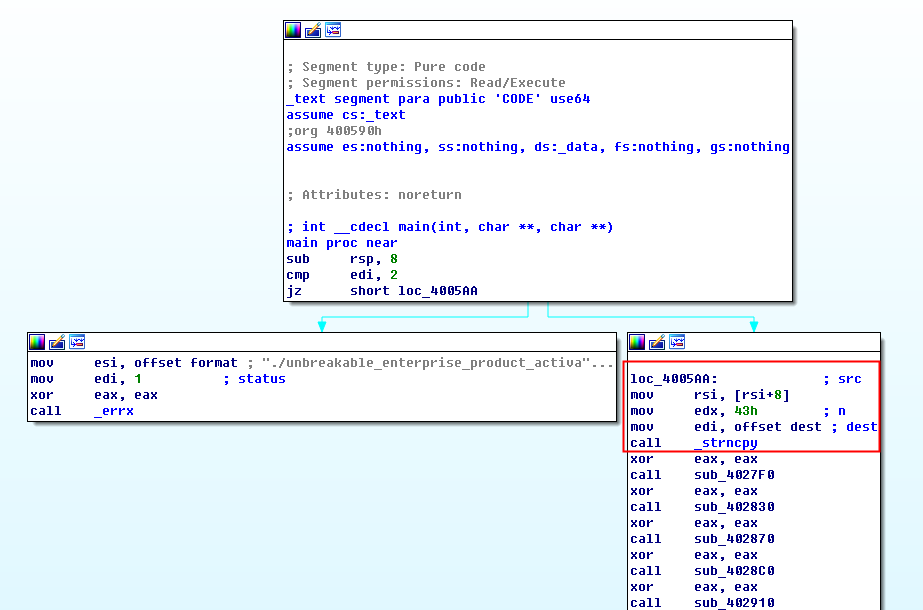 ; Segment type: Pure code
; Segment permissions: Read/Execute
_text segment para public 'CODE' use64
assume cs:_text
;org 400590h
assume es:nothing, ss:nothing, ds:_data, fs:nothing, gs:nothing
; Attributes: noreturn
; int __cdecl main(int, char **, char **)
main proc near
sub rsp, 8
cmp edi, 2
jz short loc_4005AA
mov esi, offset format ; "./unbreakable_enterprise_product_activa"...
mov edi, 1 ; status
xor eax, eax
call _errx
loc_4005AA: ; src
mov rsi, [rsi+8]
mov edx, 43h ; n
mov edi, offset dest ; dest
call _strncpy
xor eax, eax
call sub_4027F0
xor eax, eax
call sub_402830
xor eax, eax
call sub_402870
xor eax, eax
call sub_4028C0
xor eax, eax
call sub_402910